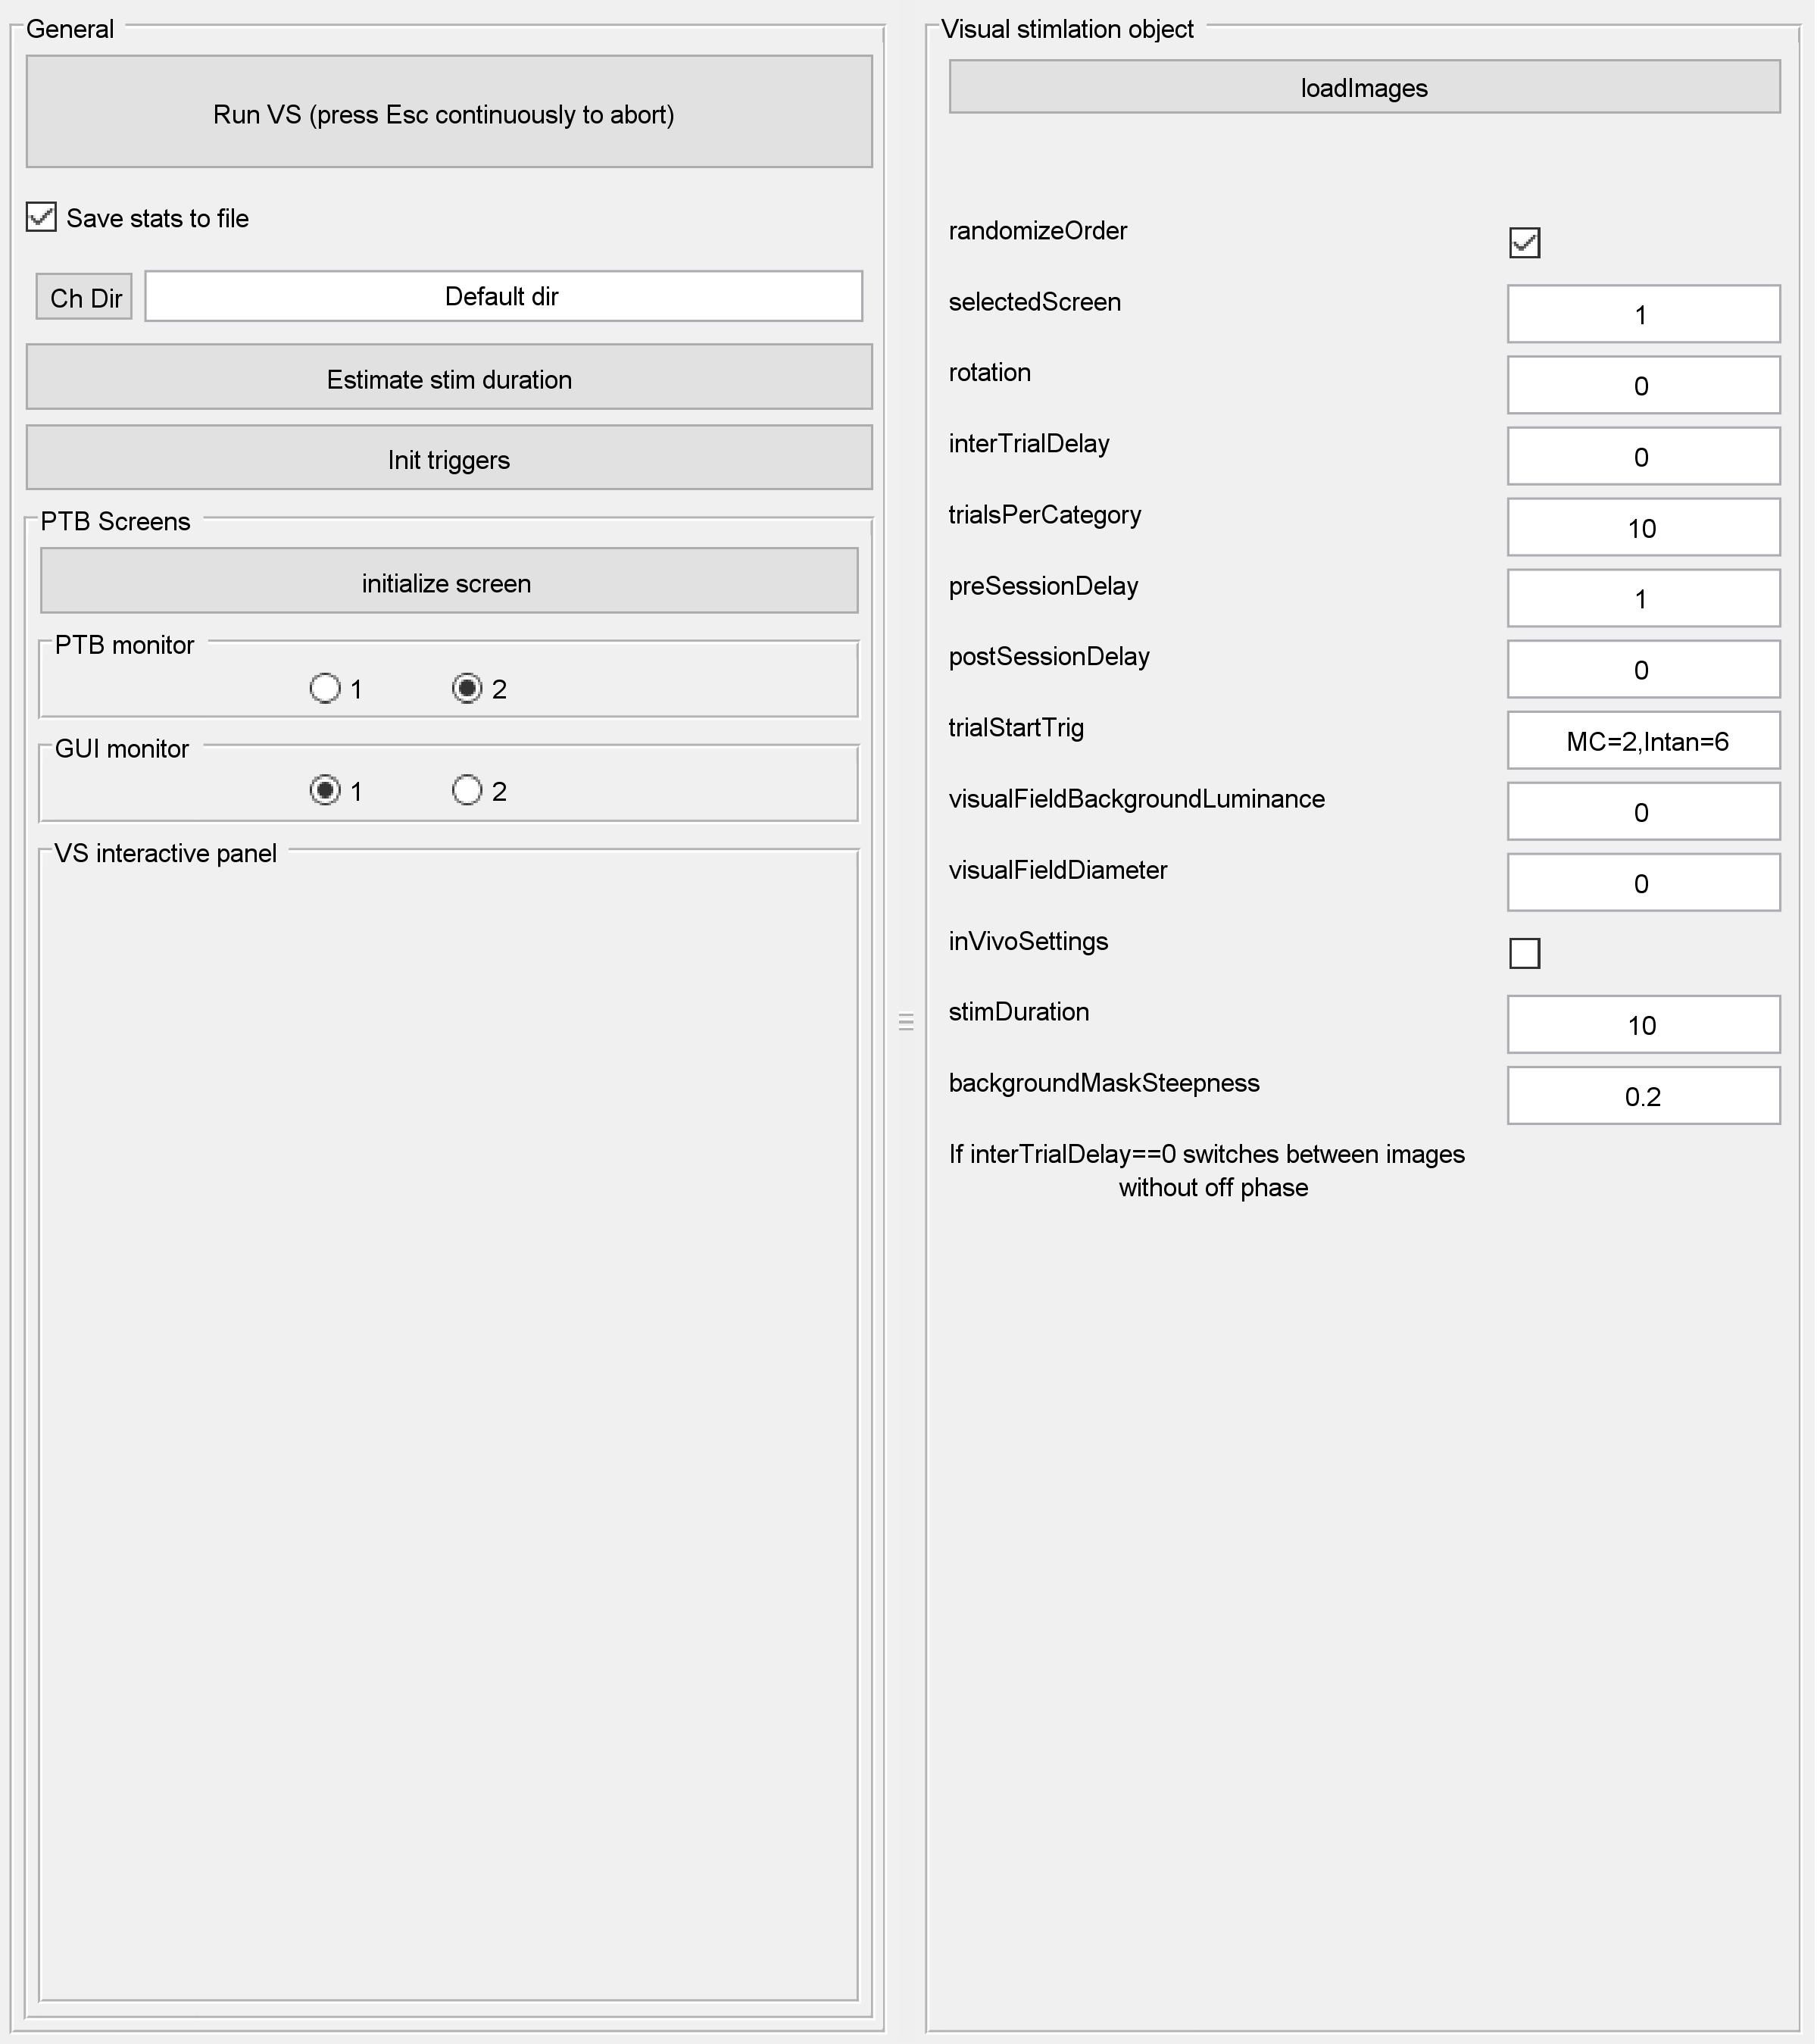 General
Run VS (press Esc continuously to abort)
Save stats to file
Ch Dir
Default dir
Estimate stim duration
Init triggers
PTB Screens
initialize screen
PTB monitor
1 2
GUI monitor
1 2
VS interactive panel
Visual stimlation object
loadImages
randomizeOrder
selectedScreen 1
rotation 0
interTrialDelay 0
trialsPerCategory 10
preSessionDelay 1
postSessionDelay 0
trialStartTrig MC=2,Intan=6
visualFieldBackgroundLuminance 0
visualFieldDiameter 0
inVivoSettings
stimDuration 10
backgroundMaskSteepness 0.2
If interTrialDelay==0 switches between images
without off phase